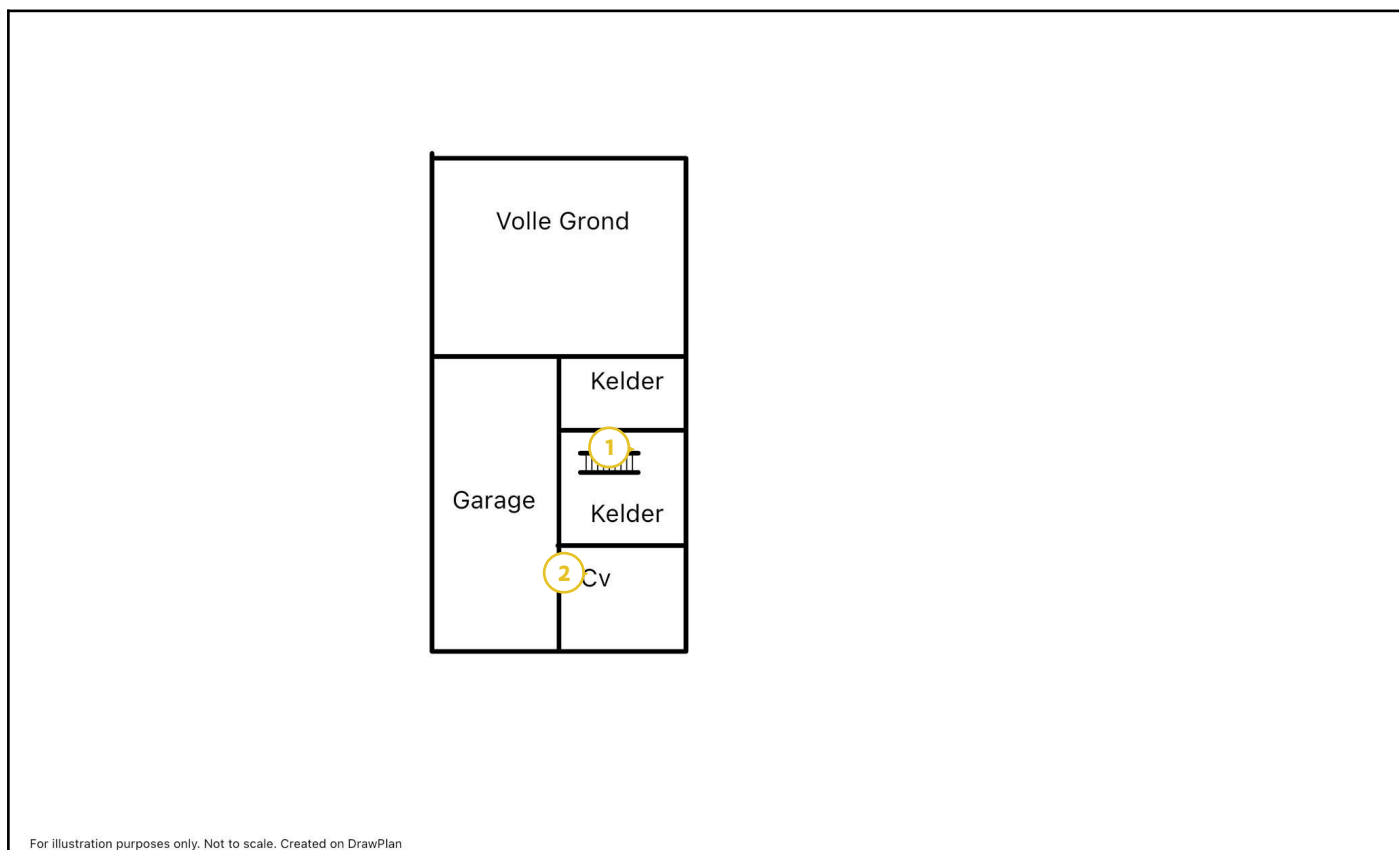 Volle Grond
Kelder
1
Garage
Kelder
2
Cv
For illustration purposes only. Not to scale. Created on DrawPlan